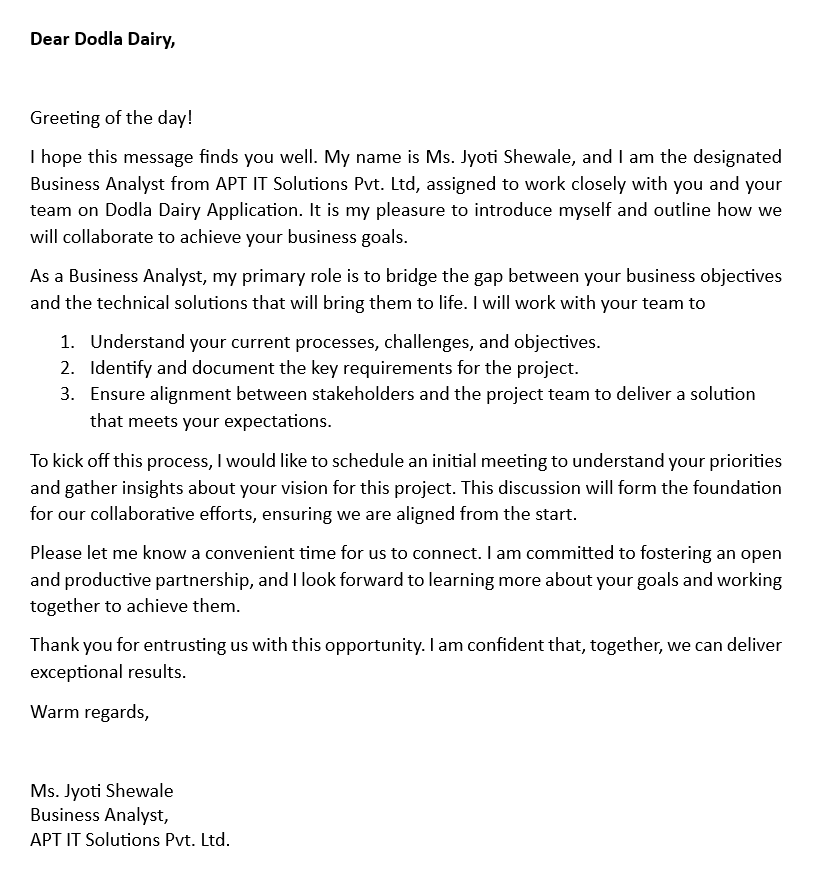 Dear Dodla Dairy,
Greeting of the day!
I hope this message finds you well. My name is Ms. Jyoti Shewale, and I am the designated
Business Analyst from APT IT Solutions Pvt. Ltd, assigned to work closely with you and your
team on Dodla Dairy Application. It is my pleasure to introduce myself and outline how we
will collaborate to achieve your business goals.
As a Business Analyst, my primary role is to bridge the gap between your business objectives
and the technical solutions that will bring them to life. I will work with your team to
1. Understand your current processes, challenges, and objectives.
2. Identify and document the key requirements for the project.
3. Ensure alignment between stakeholders and the project team to deliver a solution
that meets your expectations.
To kick off this process, I would like to schedule an initial meeting to understand your priorities
and gather insights about your vision for this project. This discussion will form the foundation
for our collaborative efforts, ensuring we are aligned from the start.
Please let me know a convenient time for us to connect. I am committed to fostering an open
and productive partnership, and I look forward to learning more about your goals and working
together to achieve them.
Thank you for entrusting us with this opportunity. I am confident that, together, we can deliver
exceptional results.
Warm regards,
Ms. Jyoti Shewale
Business Analyst,
APT IT Solutions Pvt. Ltd.